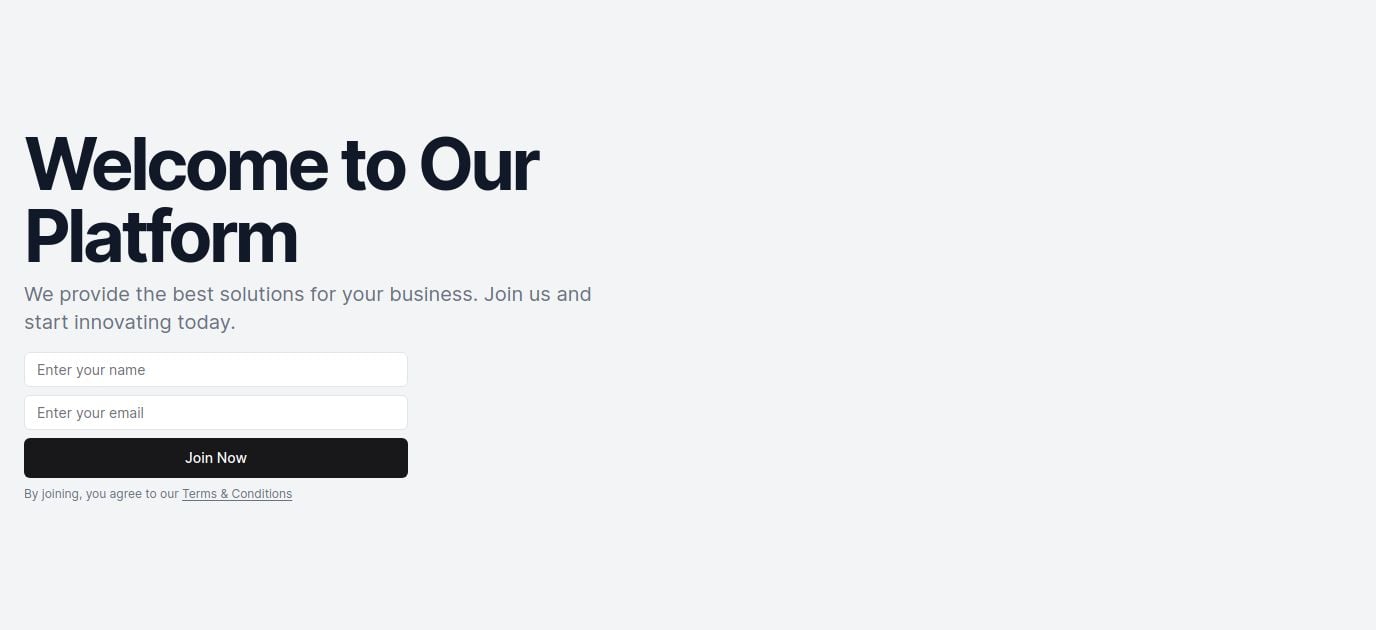 Welcome to Our
Platform
We provide the best solutions for your business. Join us and
start innovating today.
Enter your name
Enter your email
Join Now
By joining, you agree to our Terms & Conditions